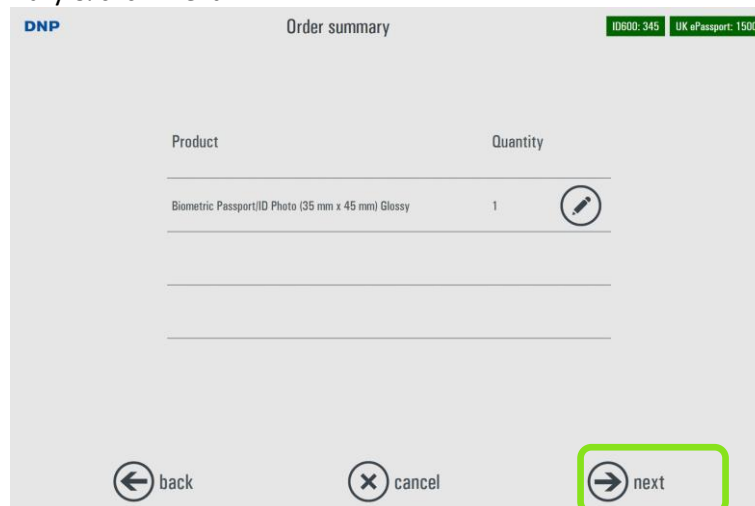 DNP
Order summary
ID600: 345
UK ePassport: 1500
Product Quantity
Biometric Passport/ID Photo (35 mm x 45 mm) Glossy 1
back
cancel
next